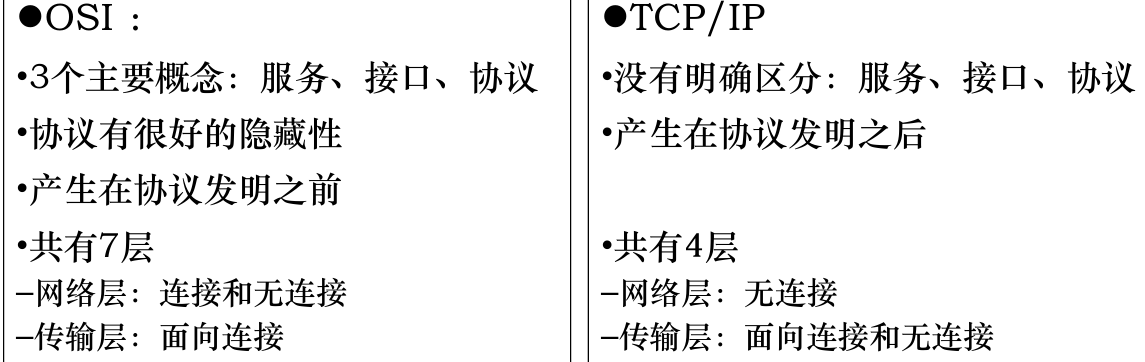 ●OSI：
•3个主要概念：服务、接口、协议
•协议有很好的隐藏性
•产生在协议发明之前
•共有7层
–网络层：连接和无连接
–传输层：面向连接
●TCP/IP
•没有明确区分：服务、接口、协议
•产生在协议发明之后
•共有4层
–网络层：无连接
–传输层：面向连接和无连接